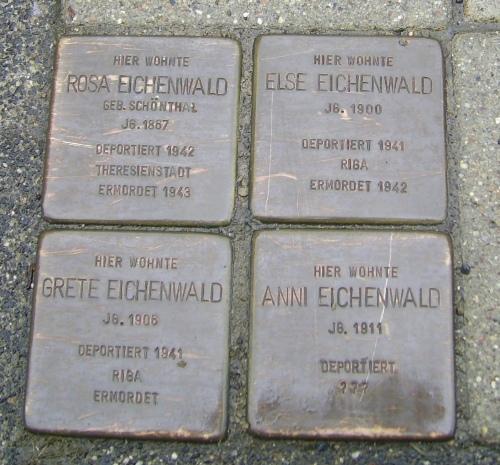 HIER WOHNTE
ROSA EICHENWALD
GEB. SCHÖNTHAL
JG. 1867
DEPORTIERT 1942
THERESIENSTADT
ERMORDET 1943
HIER WOHNTE
ELSE EICHENWALD
JG. 1900
DEPORTIERT 1941
RIGA
ERMORDET 1942
HIER WOHNTE
GRETE EICHENWALD
JG. 1906
DEPORTIERT 1941
RIGA
ERMORDET
HIER WOHNTE
ANNI EICHENWALD
JG. 1911
DEPORTIERT
???